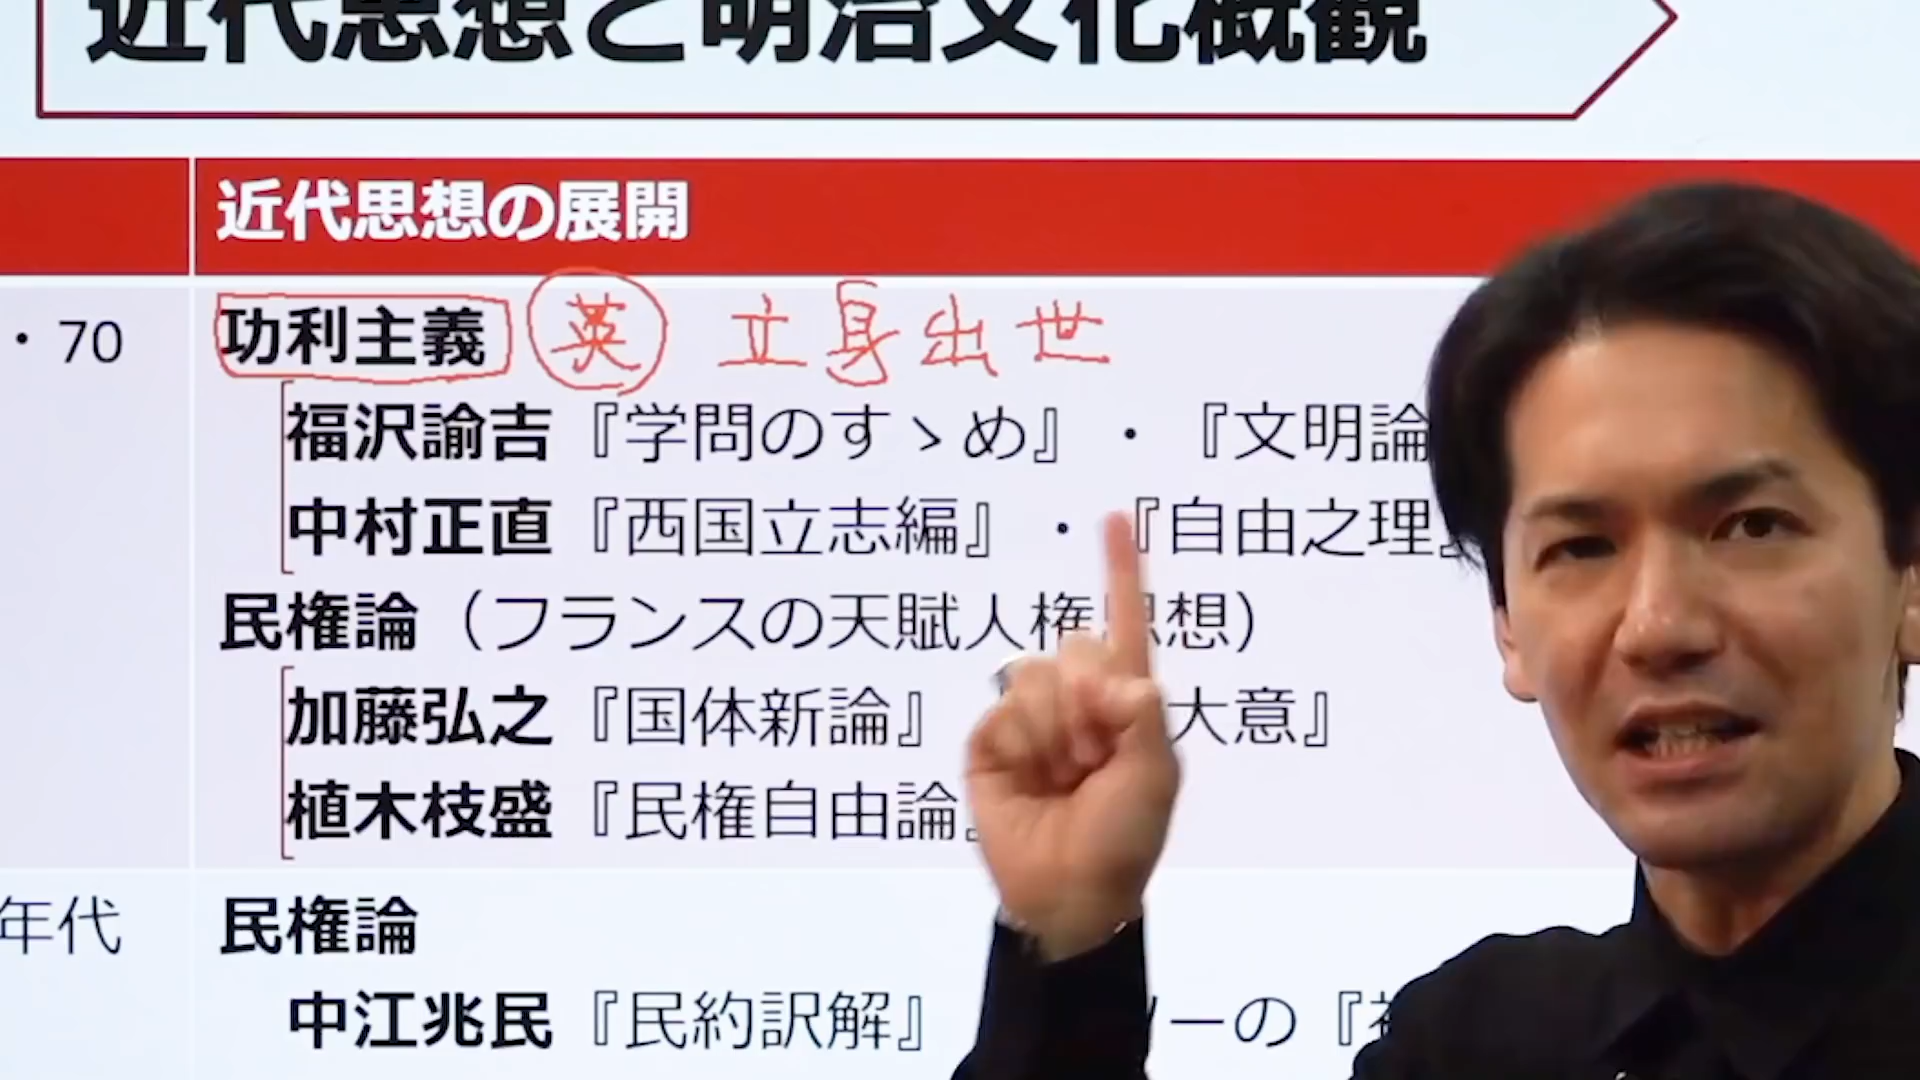 近代思想と明治文化概観
近代思想の展開
・70
功利主義 英 立身出世
福沢諭吉『学問のすゝめ』・『文明論
中村正直『西国立志編』・『自由之理』
民権論（フランスの天賦人権思想）
加藤弘之『国体新論』 大意』
植木枝盛『民権自由論』
年代
民権論
中江兆民『民約訳解』 ーの『社